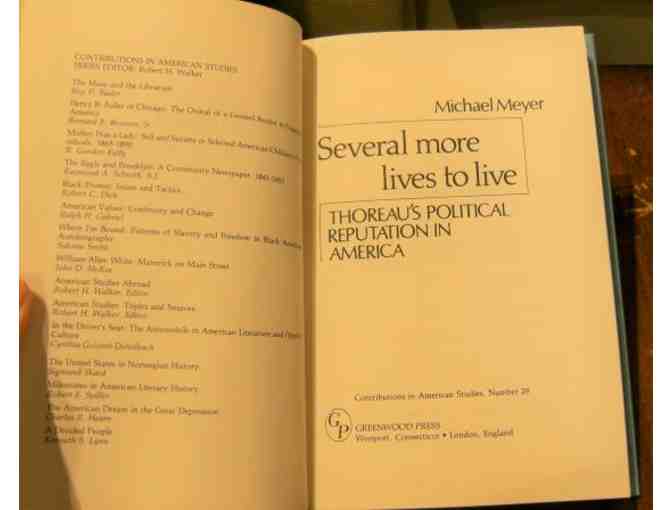 CONTRIBUTIONS IN AMERICAN STUDIES
SERIES EDITOR: Robert H. Walker
The Muse and the Librarian
Roy P. Basler
Henry B. Fuller of Chicago: The Ordeal of a Genteel Realist in
America
Bernard R. Bowron, Jr.
Mother Was a Lady: Self and Society in Selected American Children's
1865-1890
R. Gordon Kelly
The Eagle and Brooklyn: A Community Newspaper,
Raymond A. Schroth, S.J.
Black Protest: Issues and Tactics
Robert C. Dick
American Values: Continuity and Change
Ralph H. Gabriel
Where I'm Bound: Patterns of Slavery and Freedom in Black American
Autobiography
Sidonie Smith
William Allen White: Maverick on Main Street
John D. McKee
American Studies Abroad
Robert H. Walker, Editor
American Studies: Topics and Sources
Robert H. Walker, Editor
In the Driver's Seat: The Automobile in American Literature and
Culture
Cynthia Golomb Dettelbach
The United States in Norwegian History
Sigmund Skard
Milestones in American Literary History
Robert E. Spiller
The American Dream in the Great Depression
Charles R. Hearn
A Divided People
Kenneth S. Lynn
Michael Meyer
Several more
lives to live
THOREAU'S POLITICAL
REPUTATION IN
AMERICA
Contributions in American Studies, Number 29
GP
GREENWOOD PRESS
Westport, Connecticut • London, England